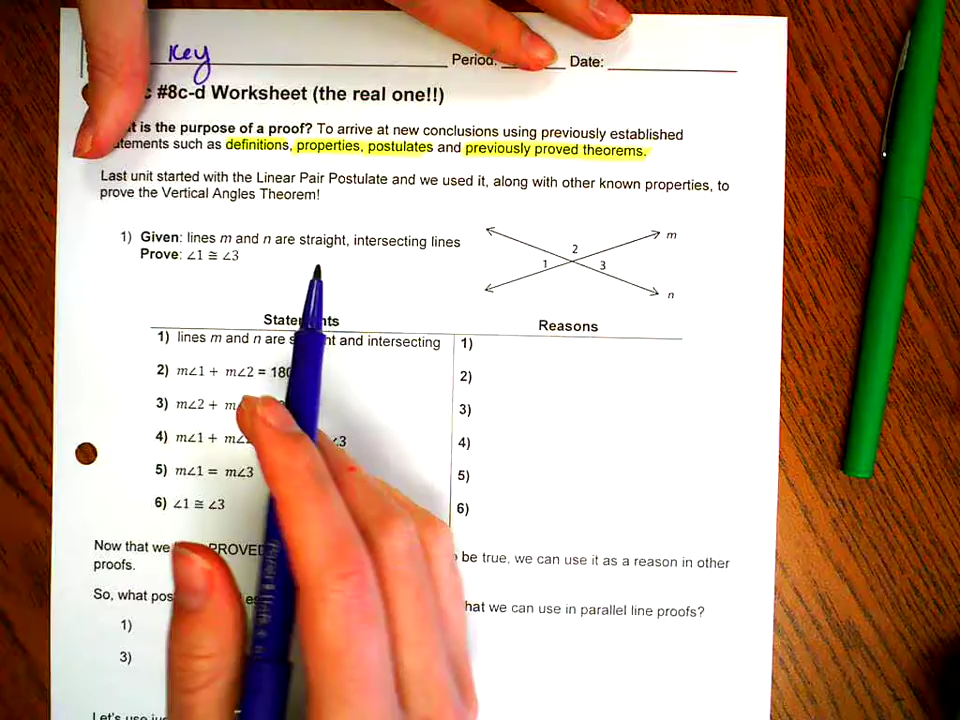 Key Period: Date:
#8c-d Worksheet (the real one!!)
is the purpose of a proof? To arrive at new conclusions using previously established
such as definitions, properties, postulates and previously proved theorems.
Last unit started with the Linear Pair Postulate and we used it, along with other known properties, to
prove the Vertical Angles Theorem!
1) Given: lines m and n are straight, intersecting lines
Prove: ∠1 ≅ ∠3
m
2
1 3
n
Reasons
1) lines m and n are and intersecting 1)
2) m∠1 + m∠2 = 180 2)
3) m∠2 + 3)
4) m∠1 + ∠3 4)
5) m∠1 = m∠3 5)
6) ∠1 ≅ ∠3 6)
Now that we PROVED be true, we can use it as a reason in other
proofs.
So, what we can use in parallel line proofs?
1)
3)
Let's use